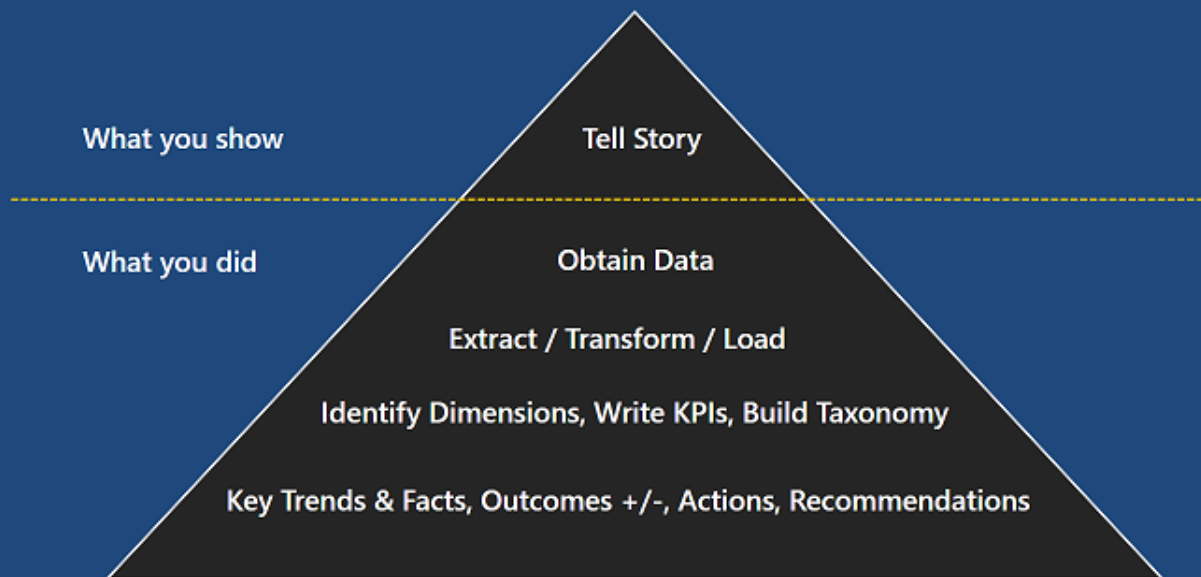 What you show
Tell Story
What you did
Obtain Data
Extract / Transform / Load
Identify Dimensions, Write KPIs, Build Taxonomy
Key Trends & Facts, Outcomes +/-, Actions, Recommendations